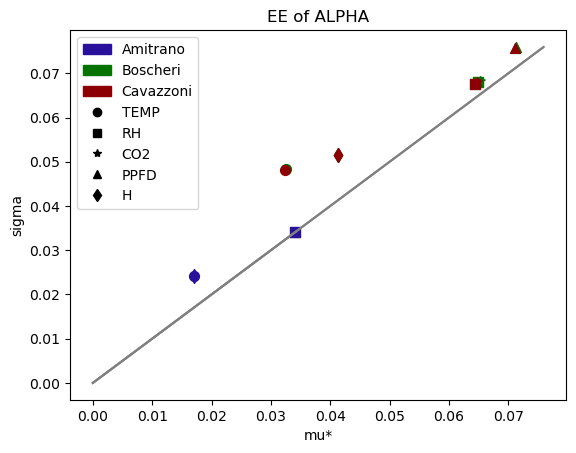 EE of ALPHA
Amitrano
Boscheri
Cavazzoni
TEMP
RH
CO2
PPFD
H
sigma
0.07
0.06
0.05
0.04
0.03
0.02
0.01
0.00
0.00 0.01 0.02 0.03 0.04 0.05 0.06 0.07
mu*